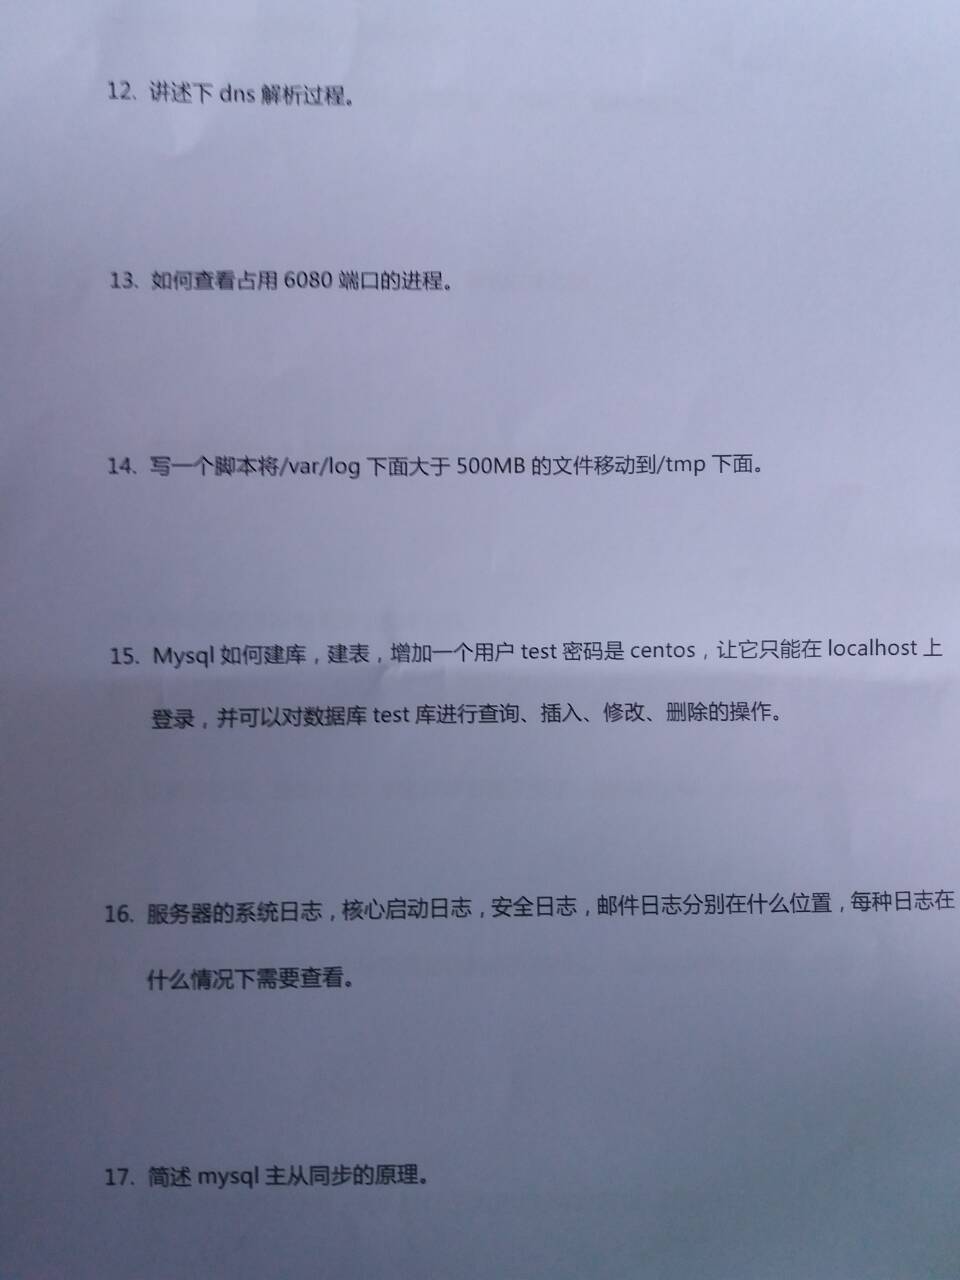 12. 讲述下 dns 解析过程。
13. 如何查看占用 6080 端口的进程。
14. 写一个脚本将/var/log 下面大于 500MB 的文件移动到/tmp 下面。
15. Mysql 如何建库，建表，增加一个用户 test 密码是 centos，让它只能在 localhost 上
登录，并可以对数据库 test 库进行查询、插入、修改、删除的操作。
16. 服务器的系统日志，核心启动日志，安全日志，邮件日志分别在什么位置，每种日志在
什么情况下需要查看。
17. 简述 mysql 主从同步的原理。